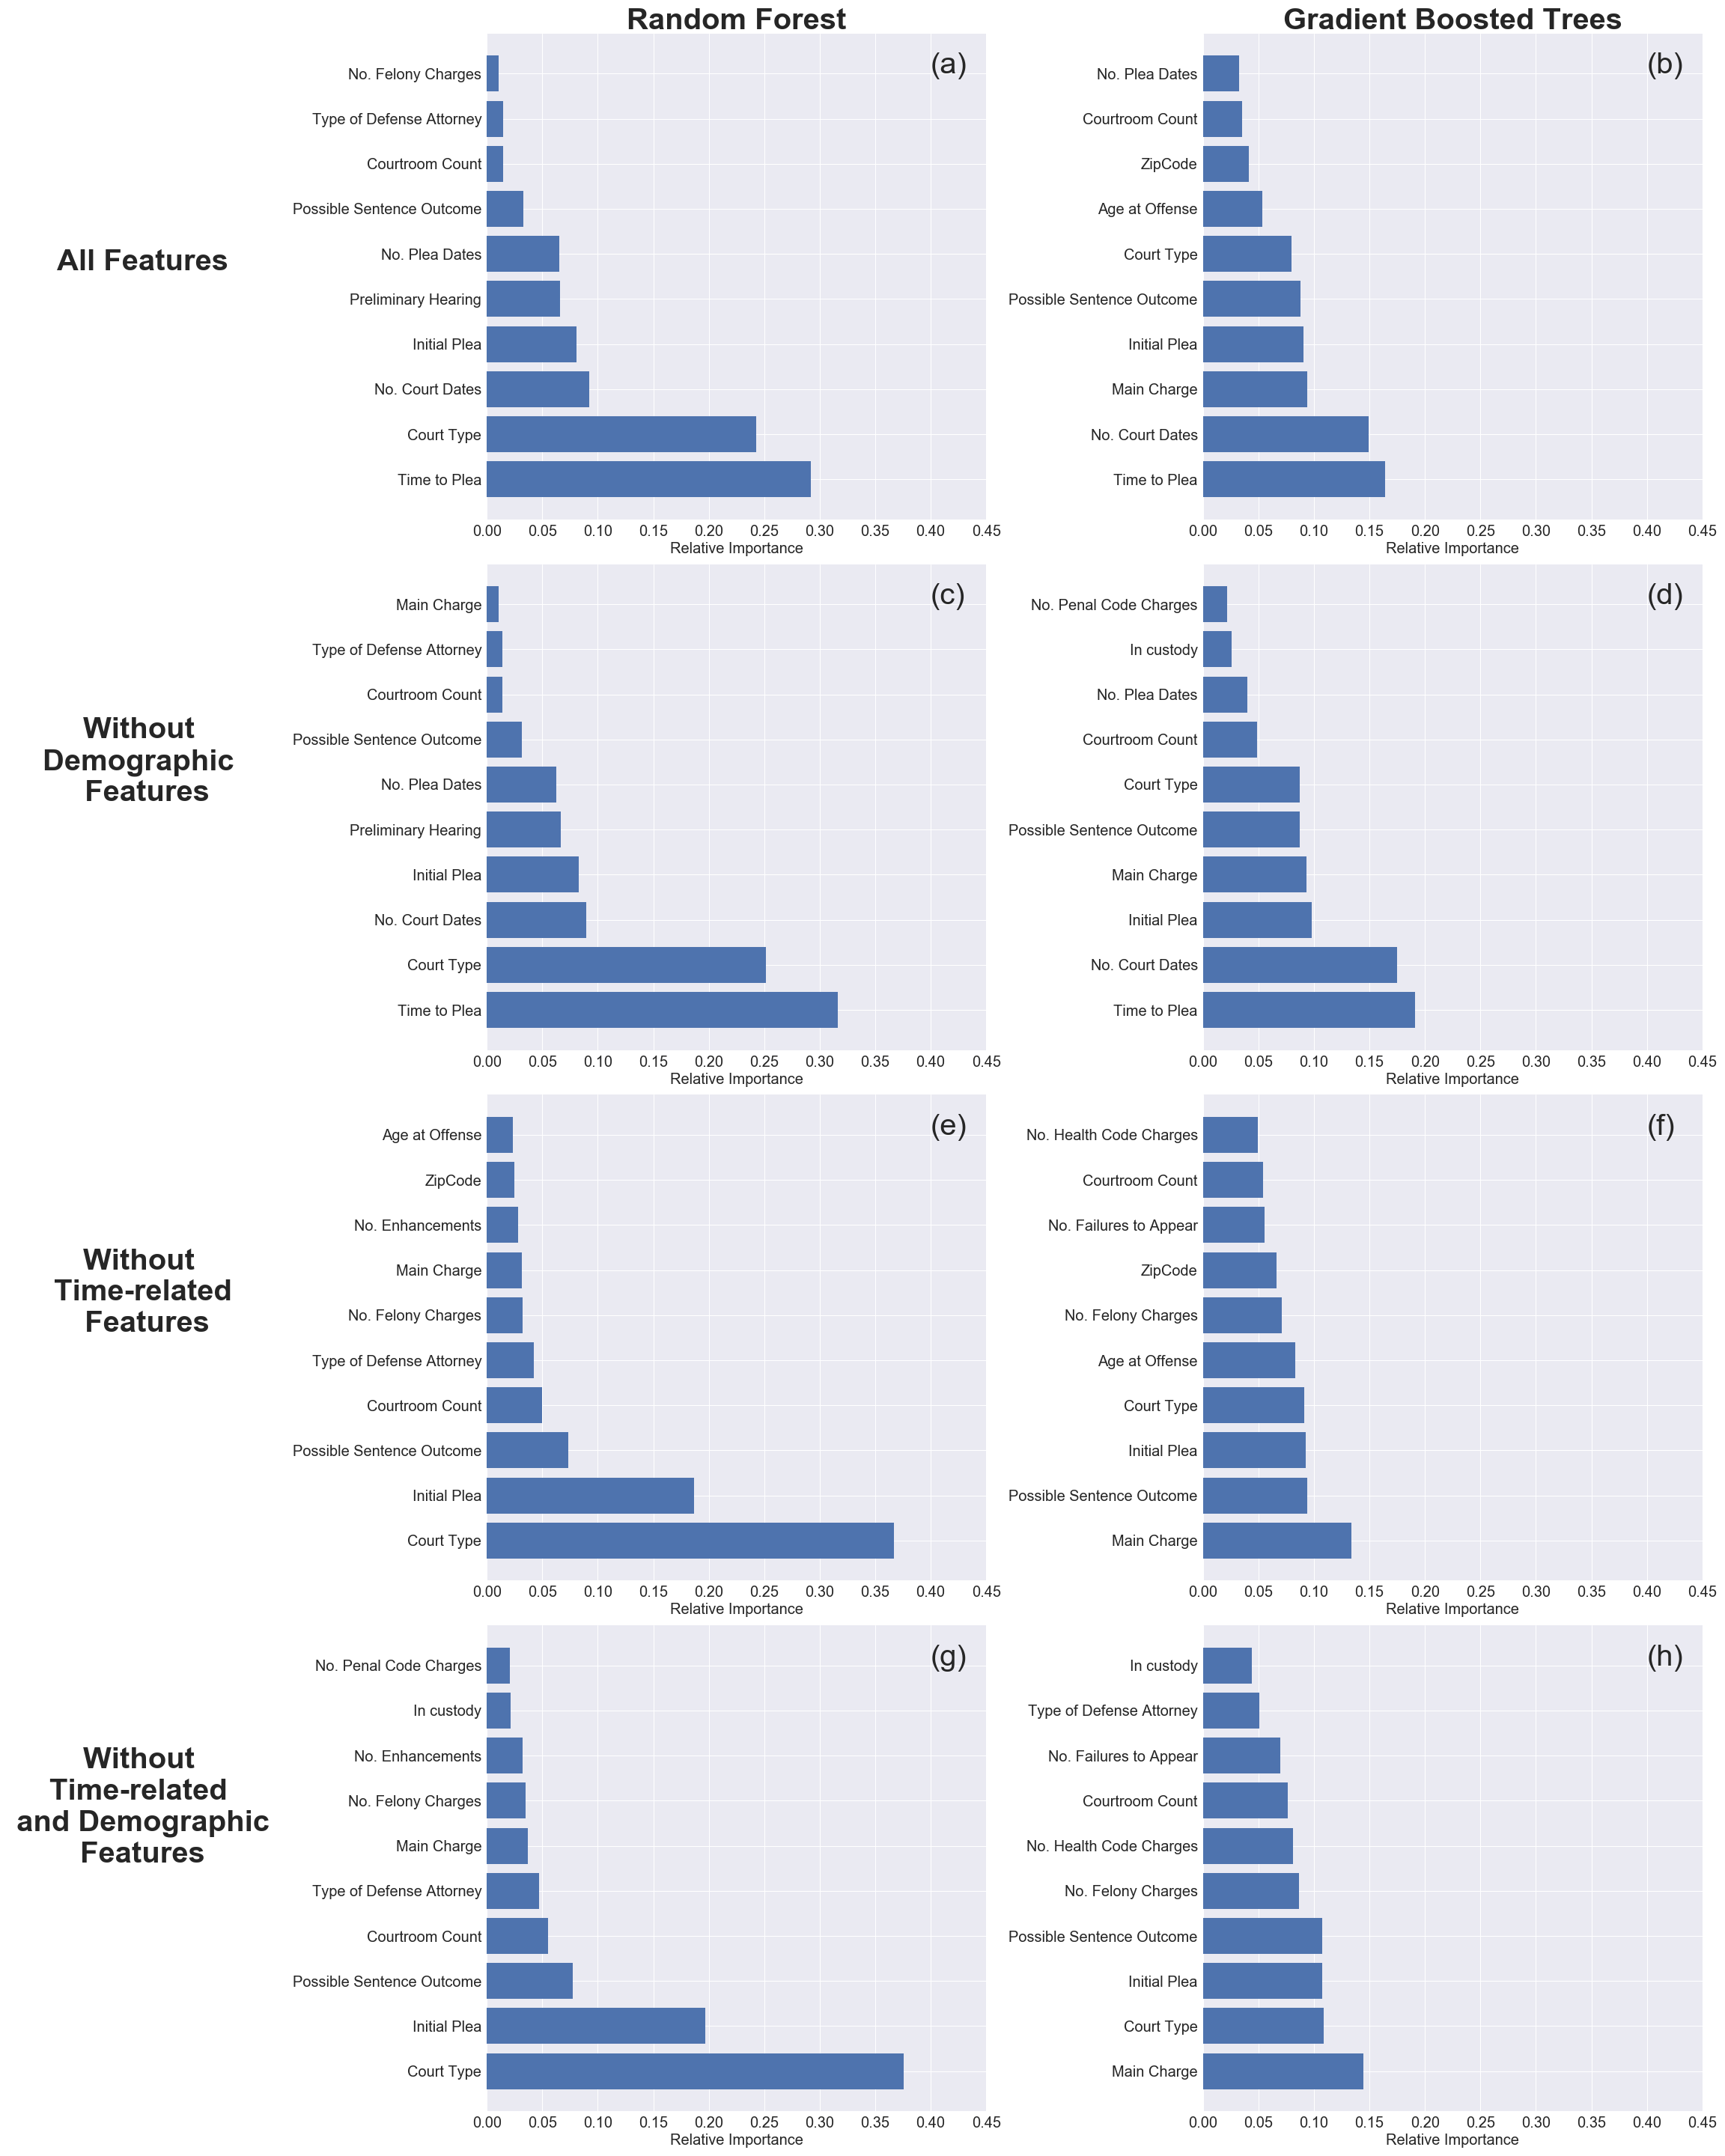 Random Forest
Gradient Boosted Trees
All Features
(a)
No. Felony Charges
Type of Defense Attorney
Courtroom Count
Possible Sentence Outcome
No. Plea Dates
Preliminary Hearing
Initial Plea
No. Court Dates
Court Type
Time to Plea
0.00 0.05 0.10 0.15 0.20 0.25 0.30 0.35 0.40 0.45
Relative Importance
(b)
No. Plea Dates
Courtroom Count
ZipCode
Age at Offense
Court Type
Possible Sentence Outcome
Initial Plea
Main Charge
No. Court Dates
Time to Plea
0.00 0.05 0.10 0.15 0.20 0.25 0.30 0.35 0.40 0.45
Relative Importance
Without
Demographic
Features
(c)
Main Charge
Type of Defense Attorney
Courtroom Count
Possible Sentence Outcome
No. Plea Dates
Preliminary Hearing
Initial Plea
No. Court Dates
Court Type
Time to Plea
0.00 0.05 0.10 0.15 0.20 0.25 0.30 0.35 0.40 0.45
Relative Importance
(d)
No. Penal Code Charges
In custody
No. Plea Dates
Courtroom Count
Court Type
Possible Sentence Outcome
Main Charge
Initial Plea
No. Court Dates
Time to Plea
0.00 0.05 0.10 0.15 0.20 0.25 0.30 0.35 0.40 0.45
Relative Importance
Without
Time-related
Features
(e)
Age at Offense
ZipCode
No. Enhancements
Main Charge
No. Felony Charges
Type of Defense Attorney
Courtroom Count
Possible Sentence Outcome
Initial Plea
Court Type
0.00 0.05 0.10 0.15 0.20 0.25 0.30 0.35 0.40 0.45
Relative Importance
(f)
No. Health Code Charges
Courtroom Count
No. Failures to Appear
ZipCode
No. Felony Charges
Age at Offense
Court Type
Initial Plea
Possible Sentence Outcome
Main Charge
0.00 0.05 0.10 0.15 0.20 0.25 0.30 0.35 0.40 0.45
Relative Importance
Without
Time-related
and Demographic
Features
(g)
No. Penal Code Charges
In custody
No. Enhancements
No. Felony Charges
Main Charge
Type of Defense Attorney
Courtroom Count
Possible Sentence Outcome
Initial Plea
Court Type
0.00 0.05 0.10 0.15 0.20 0.25 0.30 0.35 0.40 0.45
Relative Importance
(h)
In custody
Type of Defense Attorney
No. Failures to Appear
Courtroom Count
No. Health Code Charges
No. Felony Charges
Possible Sentence Outcome
Initial Plea
Court Type
Main Charge
0.00 0.05 0.10 0.15 0.20 0.25 0.30 0.35 0.40 0.45
Relative Importance